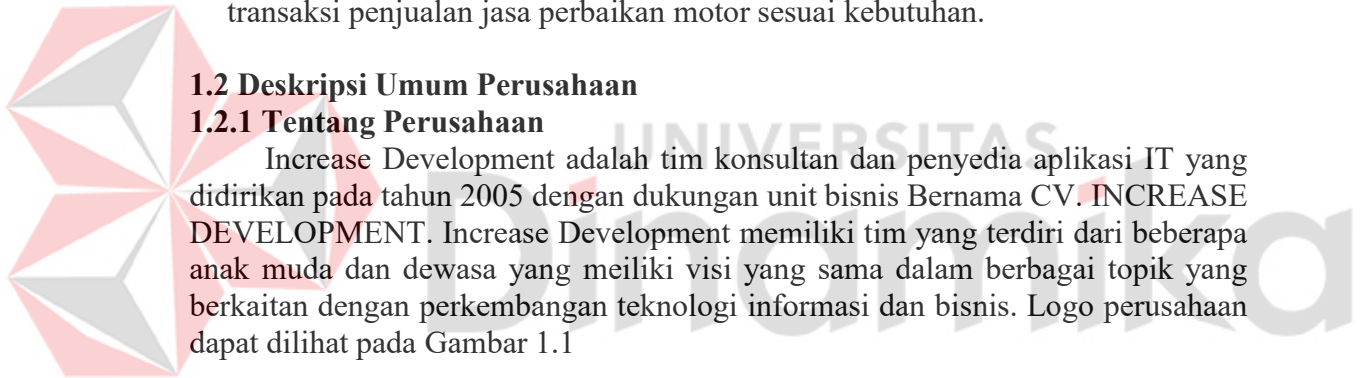 transaksi penjualan jasa perbaikan motor sesuai kebutuhan.
1.2 Deskripsi Umum Perusahaan
1.2.1 Tentang Perusahaan
UNIVERSITAS
Dinamika
Increase Development adalah tim konsultan dan penyedia aplikasi IT yang
didirikan pada tahun 2005 dengan dukungan unit bisnis Bernama CV. INCREASE
DEVELOPMENT. Increase Development memiliki tim yang terdiri dari beberapa
anak muda dan dewasa yang meiliki visi yang sama dalam berbagai topik yang
berkaitan dengan perkembangan teknologi informasi dan bisnis. Logo perusahaan
dapat dilihat pada Gambar 1.1